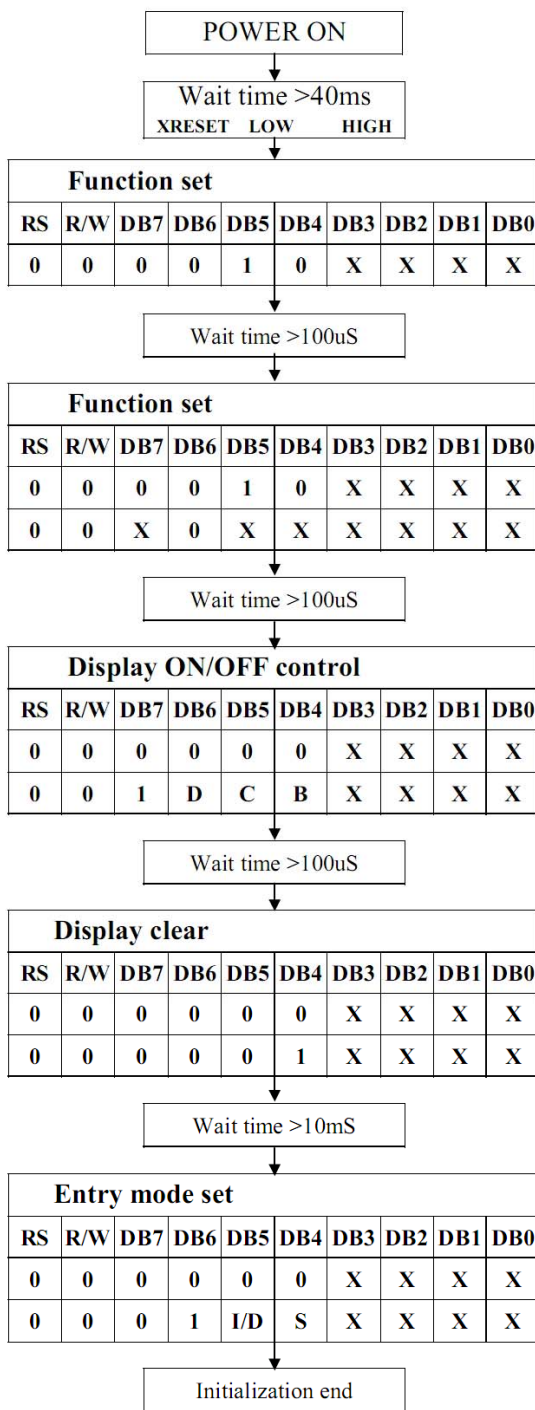 POWER ON
Wait time >40ms
XRESET LOW HIGH
Function set
RS R/W DB7 DB6 DB5 DB4 DB3 DB2 DB1 DB0
0 0 0 0 1 0 X X X X
Wait time >100uS
Function set
RS R/W DB7 DB6 DB5 DB4 DB3 DB2 DB1 DB0
0 0 0 0 1 0 X X X X
0 0 X 0 X X X X X X
Wait time >100uS
Display ON/OFF control
RS R/W DB7 DB6 DB5 DB4 DB3 DB2 DB1 DB0
0 0 0 0 0 0 X X X X
0 0 1 D C B X X X X
Wait time >100uS
Display clear
RS R/W DB7 DB6 DB5 DB4 DB3 DB2 DB1 DB0
0 0 0 0 0 0 X X X X
0 0 0 0 0 1 X X X X
Wait time >10mS
Entry mode set
RS R/W DB7 DB6 DB5 DB4 DB3 DB2 DB1 DB0
0 0 0 0 0 0 X X X X
0 0 0 1 I/D S X X X X
Initialization end